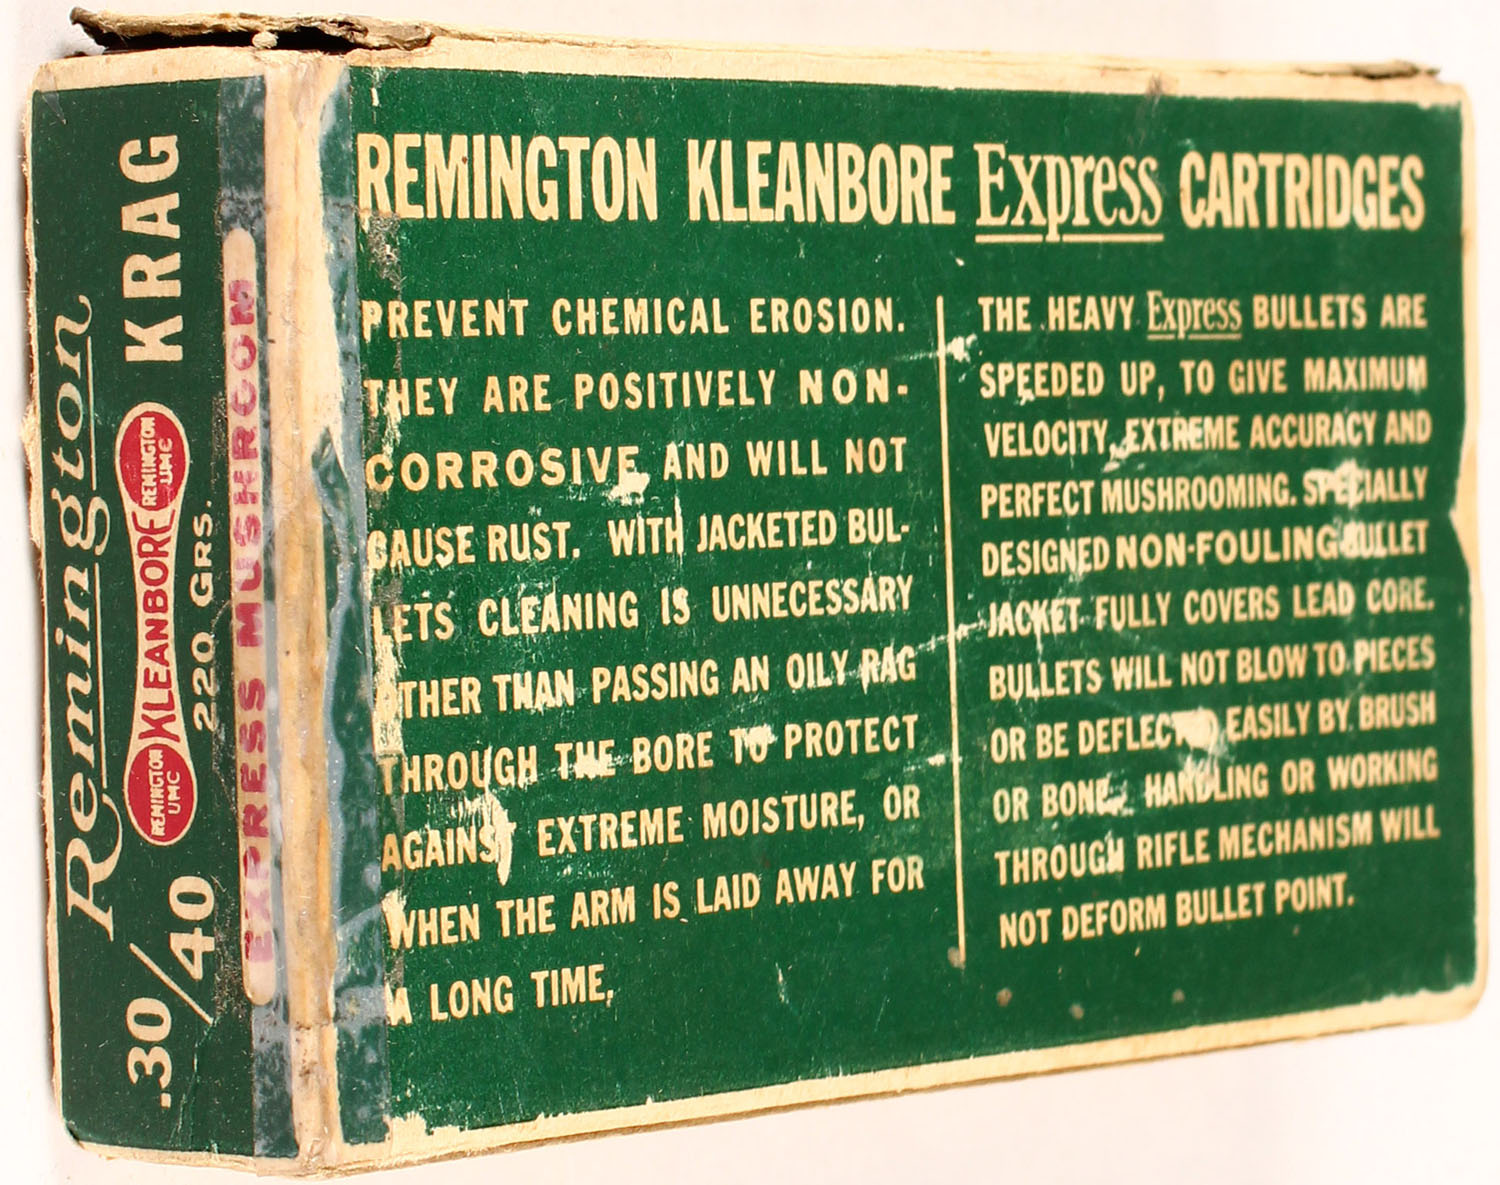 REMINGTON KLEANBORE Express CARTRIDGES
PREVENT CHEMICAL EROSION.
THEY ARE POSITIVELY NON-
CORROSIVE AND WILL NOT
CAUSE RUST. WITH JACKETED BUL-
LETS CLEANING IS UNNECESSARY
OTHER THAN PASSING AN OILY RAG
THROUGH THE BORE TO PROTECT
AGAINST EXTREME MOISTURE, OR
WHEN THE ARM IS LAID AWAY FOR
A LONG TIME.
THE HEAVY Express BULLETS ARE
SPEEDED UP, TO GIVE MAXIMUM
VELOCITY, EXTREME ACCURACY AND
PERFECT MUSHROOMING. SPECIALLY
DESIGNED NON-FOULING BULLET
JACKET FULLY COVERS LEAD CORE.
BULLETS WILL NOT BLOW TO PIECES
OR BE DEFLECTED EASILY BY BRUSH
OR BONE. HANDLING OR WORKING
THROUGH RIFLE MECHANISM WILL
NOT DEFORM BULLET POINT.
Remington
.30/40 KRAG
REMINGTON
UMC
KLEANBORE
REMINGTON
UMC
220 GRS.
EXPRESS MUSHROOM